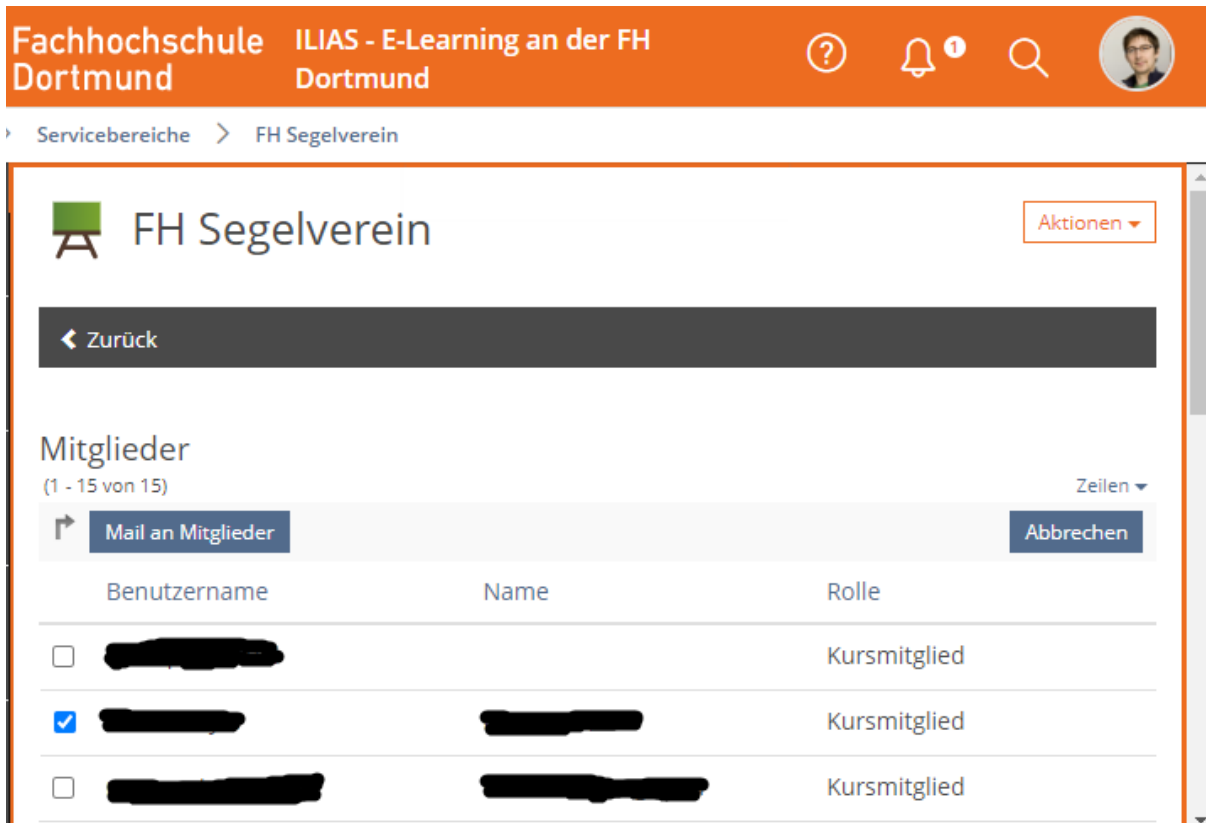 Fachhochschule
Dortmund
ILIAS - E-Learning an der FH
Dortmund
?
1
Servicebereiche > FH Segelverein
FH Segelverein
Aktionen
Zurück
Mitglieder
(1 - 15 von 15)
Zeilen
Mail an Mitglieder
Abbrechen
Benutzername Name Rolle
Kursmitglied
Kursmitglied
Kursmitglied